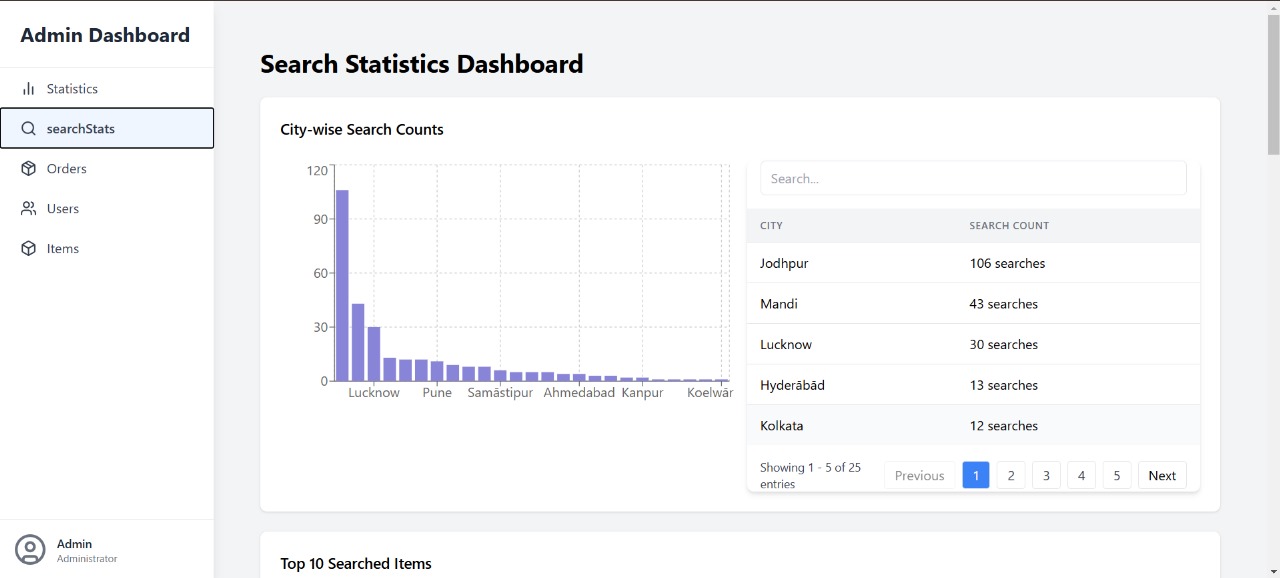 Admin Dashboard
Statistics
searchStats
Orders
Users
Items
Admin
Administrator
Search Statistics Dashboard
City-wise Search Counts
120
90
60
30
0
Lucknow Pune Samāstipur Ahmedabad Kanpur Koelwār
Search...
CITY SEARCH COUNT
Jodhpur 106 searches
Mandi 43 searches
Lucknow 30 searches
Hyderābād 13 searches
Kolkata 12 searches
Showing 1 - 5 of 25
entries
Previous 1 2 3 4 5 Next
Top 10 Searched Items